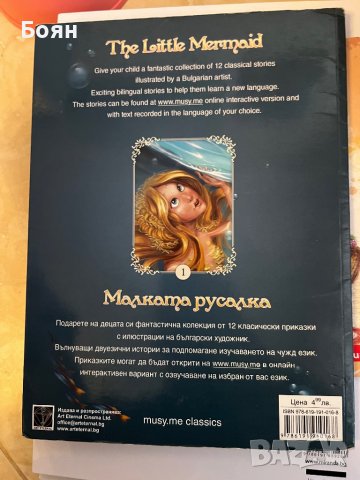 Боян
The Little Mermaid
Give your child a fantastic collection of 12 classical stories
illustrated by a Bulgarian artist.
Exciting bilingual stories to help them learn a new language.
The stories can be found at www.musy.me online interactive version and
with text recorded in the language of your choice.
1
Малката русалка
Подарете на децата си фантастична колекция от 12 класически приказки
с илюстрации на български художник.
Вълнуващи двуезични истории за подпомагане изучаването на чужд език.
Приказките могат да бъдат открити на www.musy.me в онлайн
интерактивен вариант с озвучаване на избран от вас език.
Издава и разпространява:
Art Eternal Cinema Ltd.
office@arteternal.bg
www.arteternal.bg
musy.me classics
Цена 4,99 лв.
ISBN: 978-619-191-016-8
9786191910168
bazar